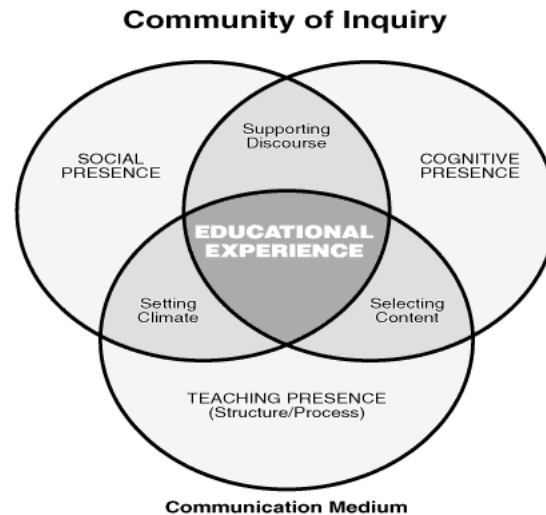 Community of Inquiry
Supporting
Discourse
SOCIAL
PRESENCE
COGNITIVE
PRESENCE
EDUCATIONAL
EXPERIENCE
Setting
Climate
Selecting
Content
TEACHING PRESENCE
(Structure/Process)
Communication Medium